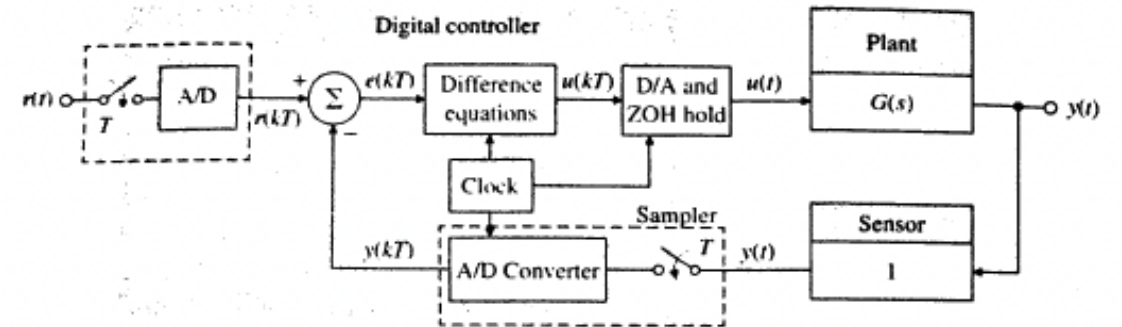 Digital controller
Plant
r(t)
T
A/D
r(kT)
+
Σ
−
e(kT)
Difference
equations
u(kT)
D/A and
ZOH hold
u(t)
G(s)
y(t)
Clock
Sampler
Sensor
y(kT)
A/D Converter
T
y(t)
1